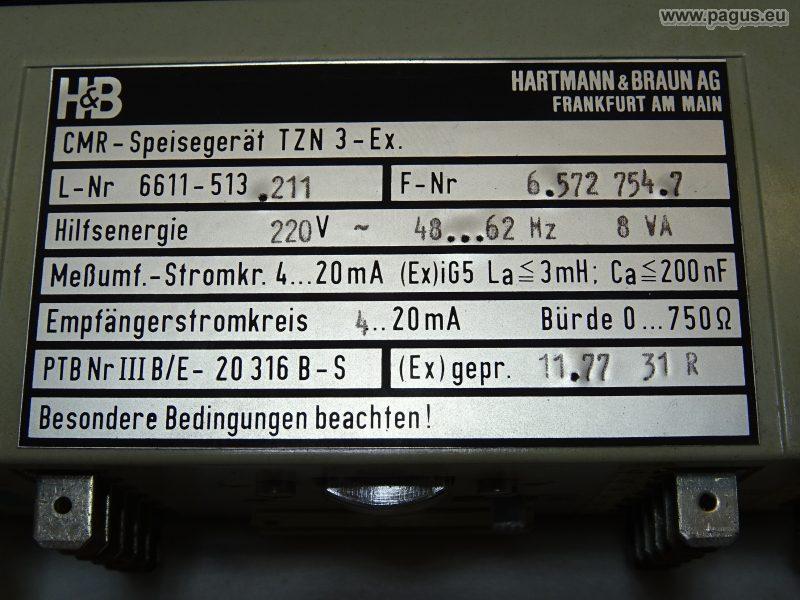 www.pagus.eu
H&B
HARTMANN & BRAUN AG
FRANKFURT AM MAIN
CMR-Speisegerät TZN 3-Ex.
L-Nr 6611-513.211
F-Nr 6.572 754.7
Hilfsenergie 220V ~ 48...62 Hz 8 VA
Meßumf.-Stromkr. 4...20mA (Ex)iG5 La≦3mH; Ca≦200nF
Empfängerstromkreis 4..20mA Bürde 0...750Ω
PTB Nr III B/E- 20 316 B-S
(Ex) gepr. 11.77 31 R
Besondere Bedingungen beachten!